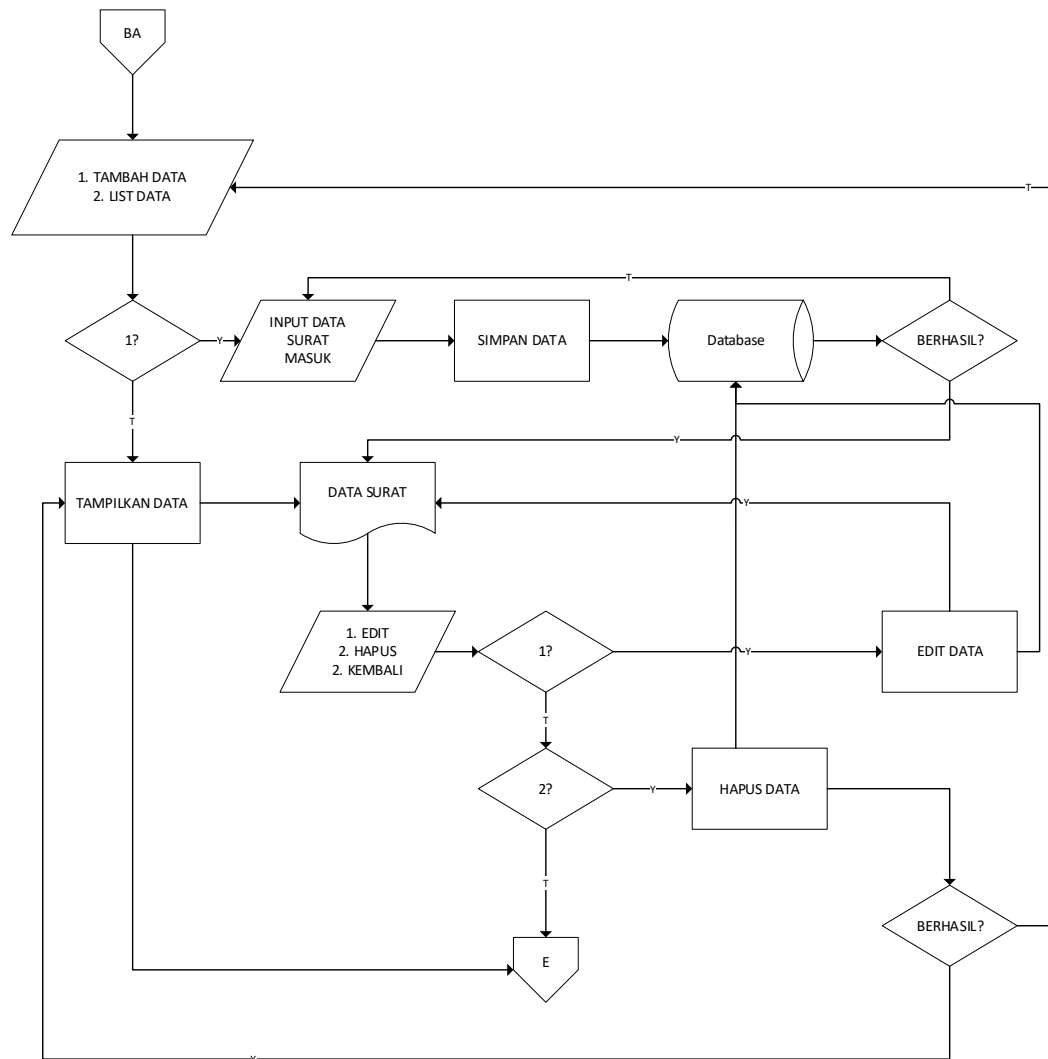 BA
1. TAMBAH DATA
2. LIST DATA
T
T
1?
Y
INPUT DATA
SURAT
MASUK
SIMPAN DATA
Database
BERHASIL?
T
Y
TAMPILKAN DATA
DATA SURAT
Y
1. EDIT
2. HAPUS
2. KEMBALI
1?
Y
EDIT DATA
T
2?
Y
HAPUS DATA
T
BERHASIL?
E
Y